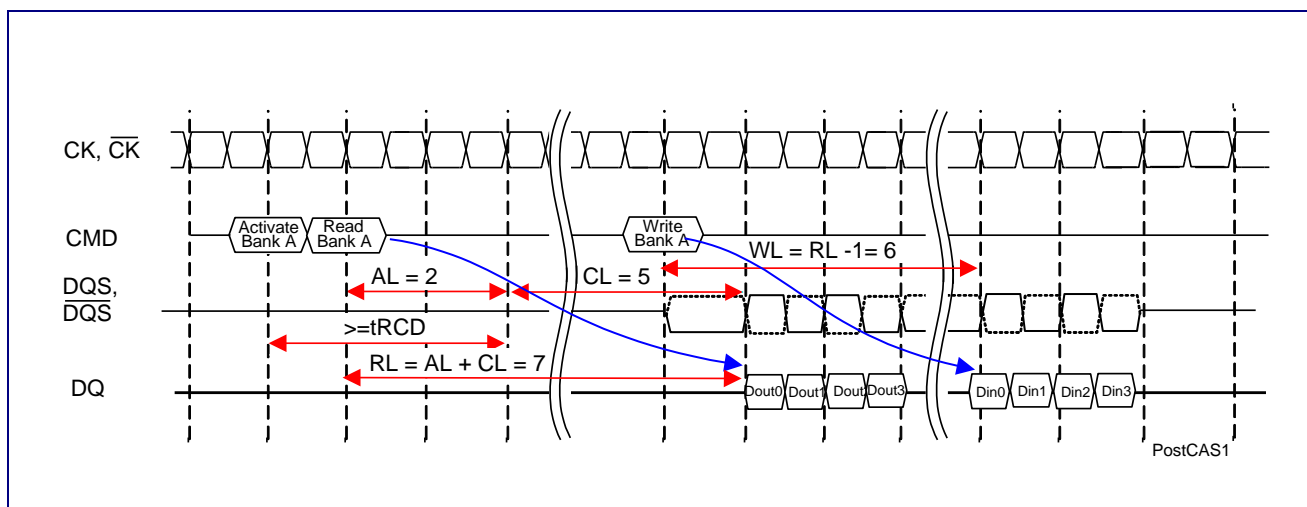 CK, CK
Activate
Bank A
Read
Bank A
Write
Bank A
CMD
WL = RL -1= 6
AL = 2
CL = 5
DQS,
DQS
>=tRCD
RL = AL + CL = 7
DQ
Dout0 Dout1 Dout Dout3
Din0 Din1 Din2 Din3
PostCAS1